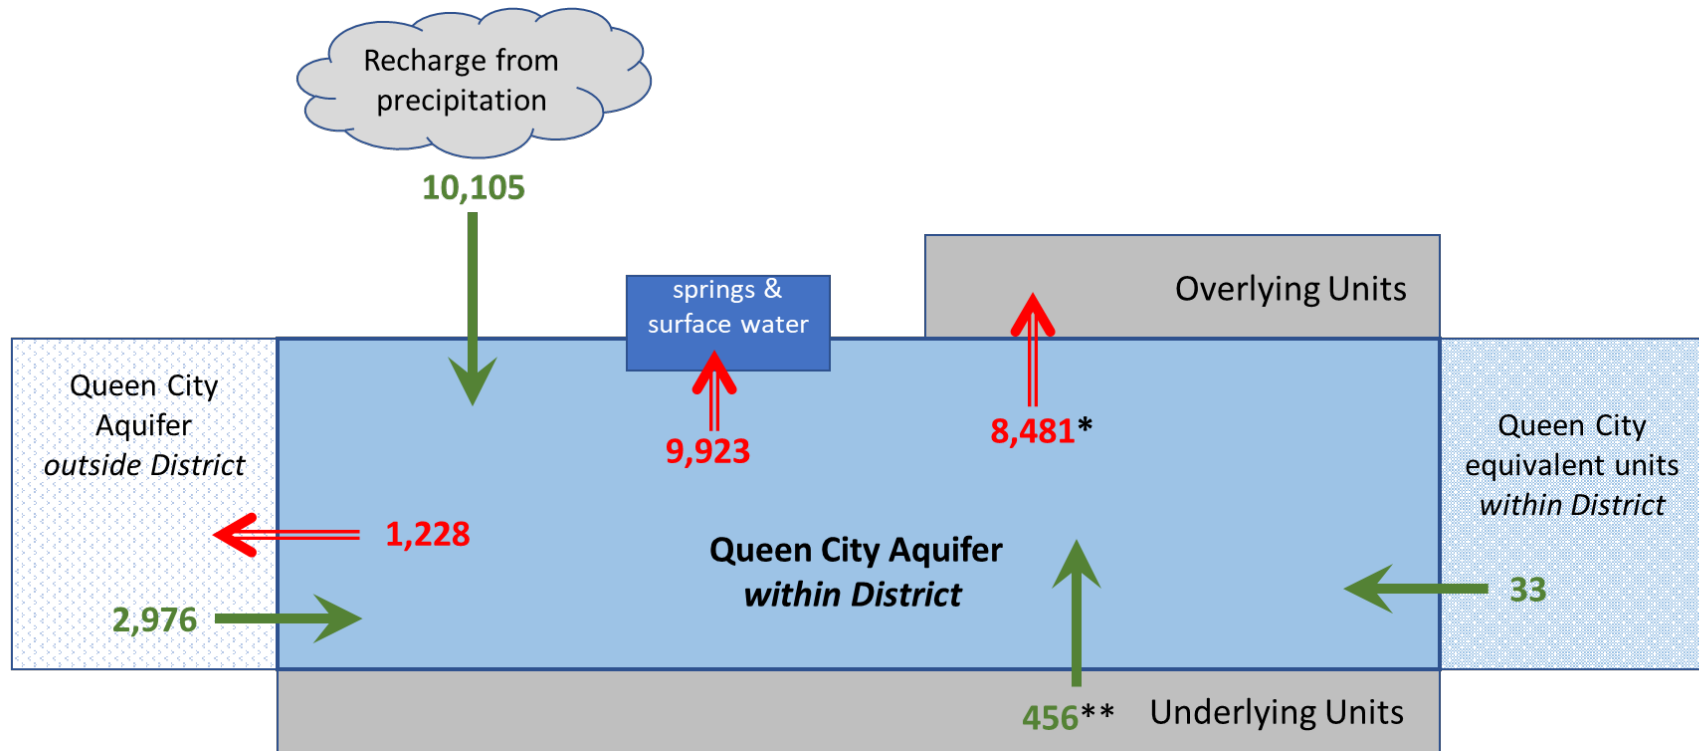 Recharge from
precipitation
10,105
springs &
surface water
Overlying Units
Queen City
Aquifer
outside District
9,923
8,481*
Queen City
equivalent units
within District
1,228
Queen City Aquifer
within District
2,976
33
456**
Underlying Units